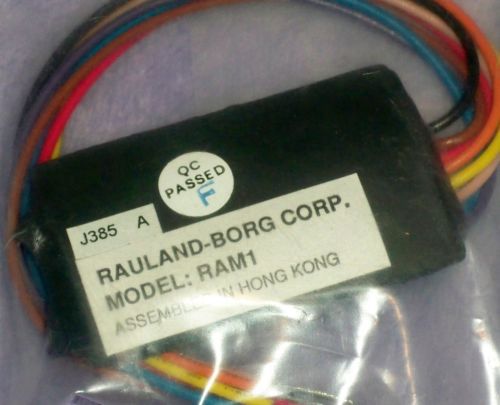 QC
PASSED
F
J385 A
RAULAND-BORG CORP.
MODEL: RAM1
ASSEMBLED IN HONG KONG